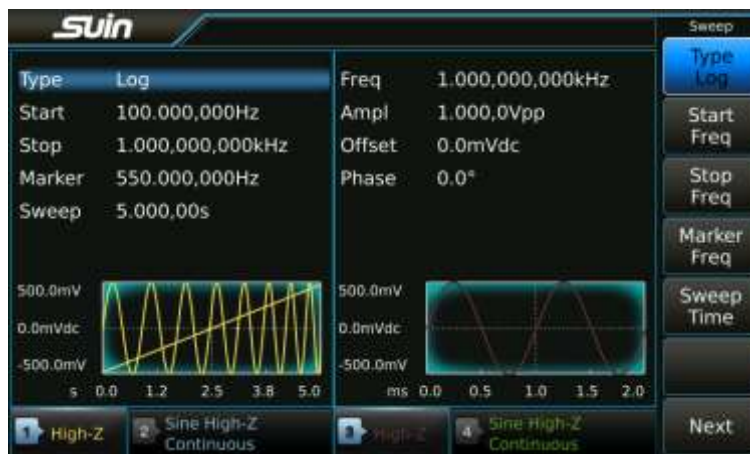 Suin
Sweep
Type Log
Start 100.000,000Hz
Stop 1.000,000,000kHz
Marker 550.000,000Hz
Sweep 5.000,00s
Freq 1.000,000,000kHz
Ampl 1.000,0Vpp
Offset 0.0mVdc
Phase 0.0°
500.0mV
0.0mVdc
-500.0mV
s 0.0 1.2 2.5 3.8 5.0
500.0mV
0.0mVdc
-500.0mV
ms 0.0 0.5 1.0 1.5 2.0
1 High-Z
2 Sine High-Z
Continuous
3 High-Z
4 Sine High-Z
Continuous
Type
Log
Start
Freq
Stop
Freq
Marker
Freq
Sweep
Time
Next